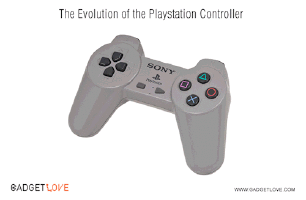 The Evolution of the Playstation Controller
SONY
GADGETLOVE
WWW.GADGETLOVE.COM